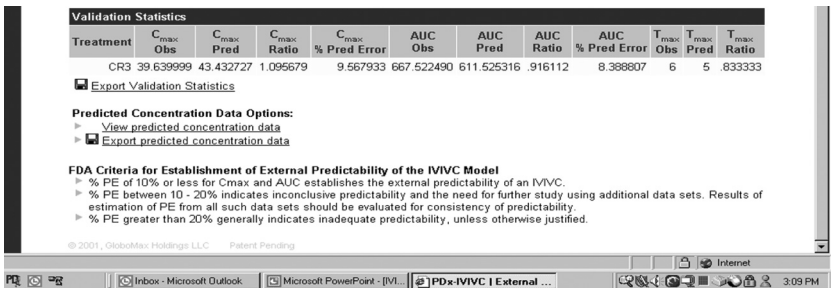 Validation Statistics
Treatment Cmax Obs Cmax Pred Cmax Ratio Cmax % Pred Error AUC Obs AUC Pred AUC Ratio AUC % Pred Error Tmax Obs Tmax Pred Tmax Ratio
CR3 39.639999 43.432727 1.095679 9.567933 667.522490 611.525316 .916112 8.388807 6 5 .833333
Export Validation Statistics
Predicted Concentration Data Options:
View predicted concentration data
Export predicted concentration data
FDA Criteria for Establishment of External Predictability of the IVIVC Model
% PE of 10% or less for Cmax and AUC establishes the external predictability of an IVIVC.
% PE between 10 - 20% indicates inconclusive predictability and the need for further study using additional data sets. Results of
estimation of PE from all such data sets should be evaluated for consistency of predictability.
% PE greater than 20% generally indicates inadequate predictability, unless otherwise justified.
© 2001, GloboMax Holdings LLC Patent Pending
Internet
Inbox - Microsoft Outlook Microsoft PowerPoint - [IVI... PDx-IVIVC | External ... 3:09 PM